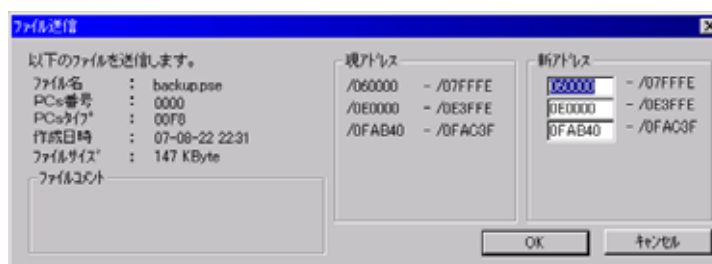 ファイル送信
以下のファイルを送信します。
ファイル名 : backup.pse
PCs番号 : 0000
PCsタイプ : 00F8
作成日時 : 07-08-22 22:31
ファイルサイズ : 147 KByte
ファイルコメント
現アドレス
/060000 - /07FFFE
/0E0000 - /0E3FFE
/0FAB40 - /0FAC3F
新アドレス
060000 - /07FFFE
0E0000 - /0E3FFE
0FAB40 - /0FAC3F
OK
キャンセル